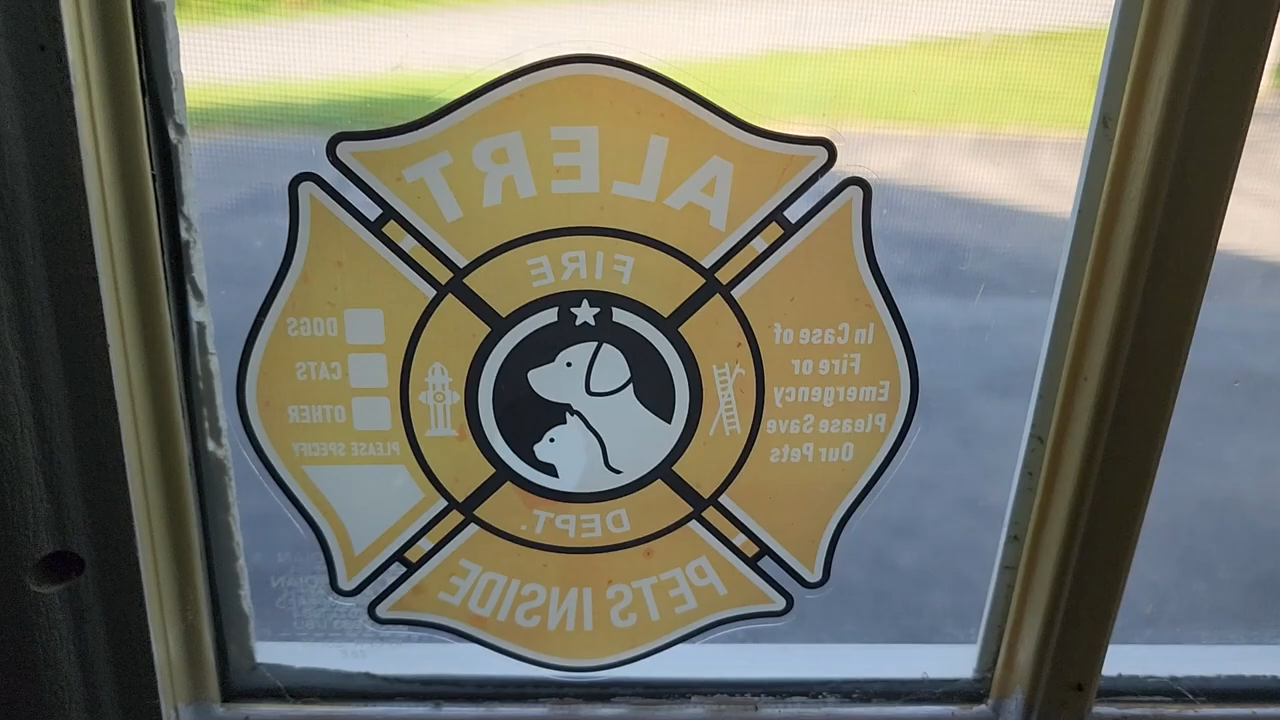 ALERT
FIRE
In Case of
Fire or
Emergency
Please Save
Our Pets
DOGS
CATS
OTHER
PLEASE SPECIFY
DEPT.
PETS INSIDE